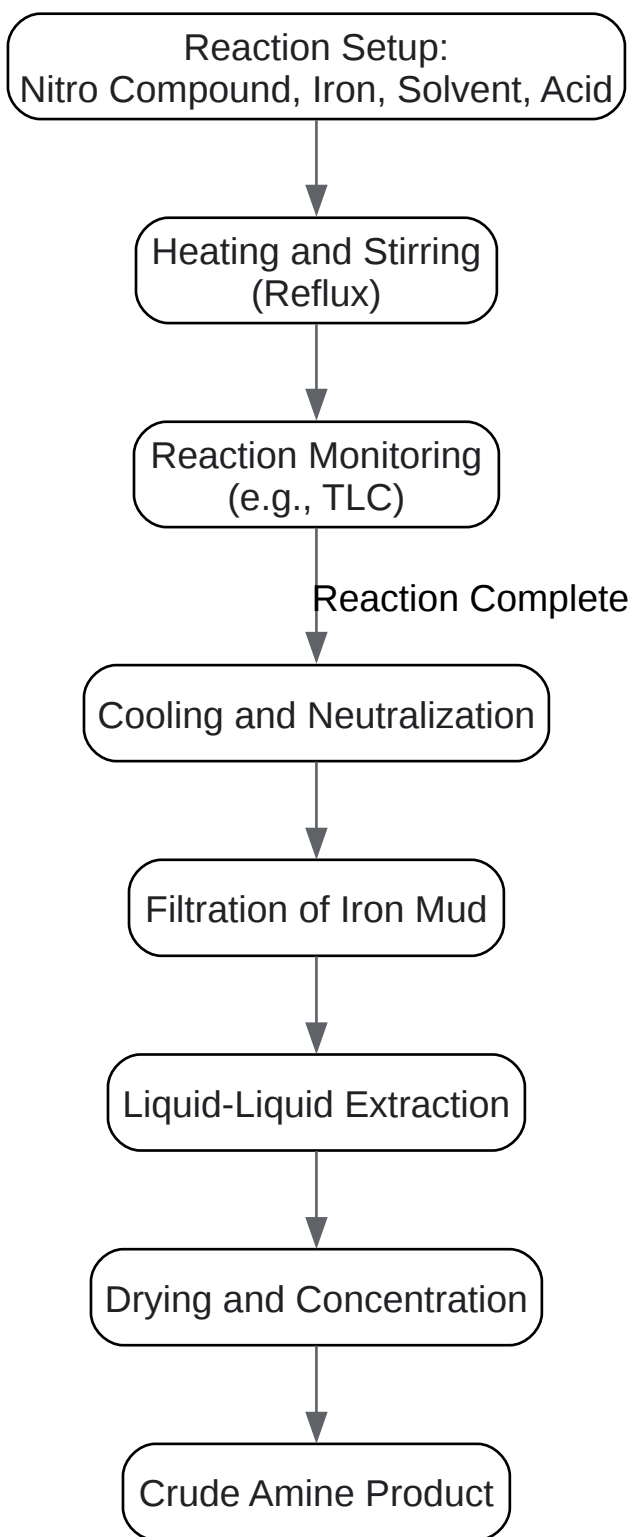 Reaction Setup:
Nitro Compound, Iron, Solvent, Acid
Heating and Stirring
(Reflux)
Reaction Monitoring
(e.g., TLC)
Reaction Complete
Cooling and Neutralization
Filtration of Iron Mud
Liquid-Liquid Extraction
Drying and Concentration
Crude Amine Product